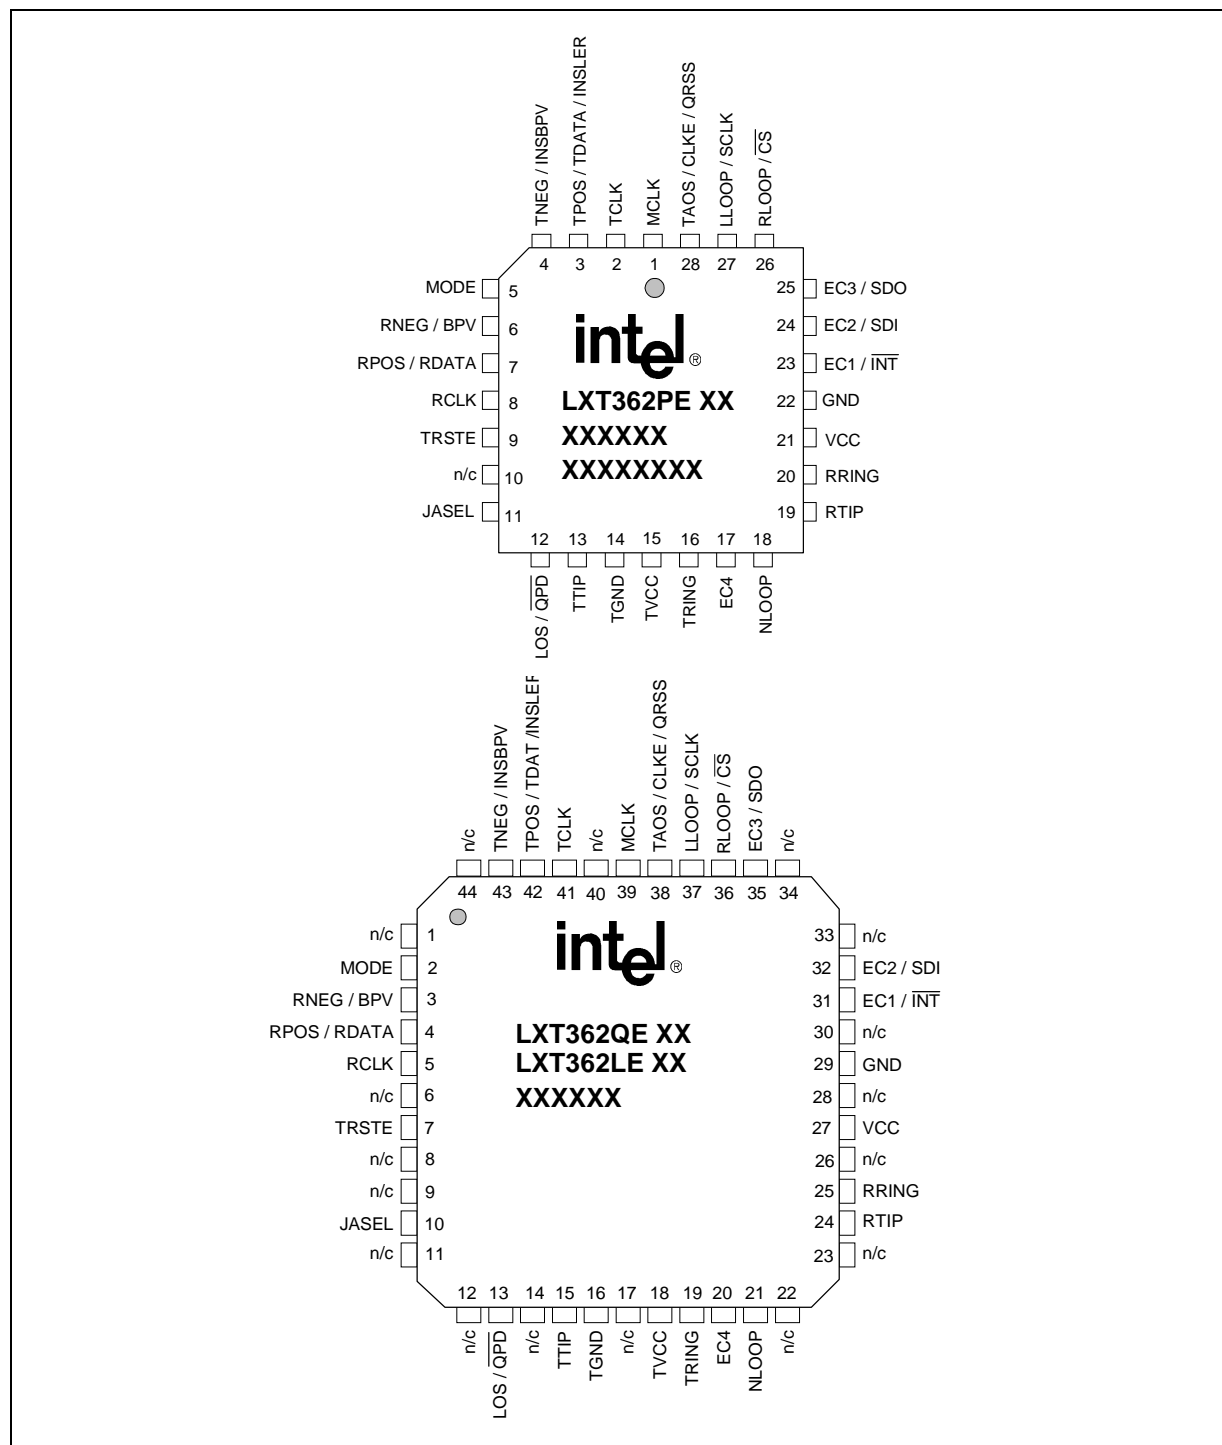 TNEG / INSBPV
TPOS / TDATA / INSLER
TCLK
MCLK
TAOS / CLKE / QRSS
LLOOP / SCLK
RLOOP / CS
4 3 2 1 28 27 26
MODE 5
RNEG / BPV 6
RPOS / RDATA 7
RCLK 8
TRSTE 9
n/c 10
JASEL 11
25 EC3 / SDO
24 EC2 / SDI
23 EC1 / INT
22 GND
21 VCC
20 RRING
19 RTIP
intel®
LXT362PE XX
XXXXXX
XXXXXXXX
12 13 14 15 16 17 18
LOS / QPD
TTIP
TGND
TVCC
TRING
EC4
NLOOP
n/c
TNEG / INSBPV
TPOS / TDAT /INSLER
TCLK
n/c
MCLK
TAOS / CLKE / QRSS
LLOOP / SCLK
RLOOP / CS
EC3 / SDO
n/c
44 43 42 41 40 39 38 37 36 35 34
n/c 1
MODE 2
RNEG / BPV 3
RPOS / RDATA 4
RCLK 5
n/c 6
TRSTE 7
n/c 8
n/c 9
JASEL 10
n/c 11
33 n/c
32 EC2 / SDI
31 EC1 / INT
30 n/c
29 GND
28 n/c
27 VCC
26 n/c
25 RRING
24 RTIP
23 n/c
intel®
LXT362QE XX
LXT362LE XX
XXXXXX
12 13 14 15 16 17 18 19 20 21 22
n/c
LOS / QPD
n/c
TTIP
TGND
n/c
TVCC
TRING
EC4
NLOOP
n/c